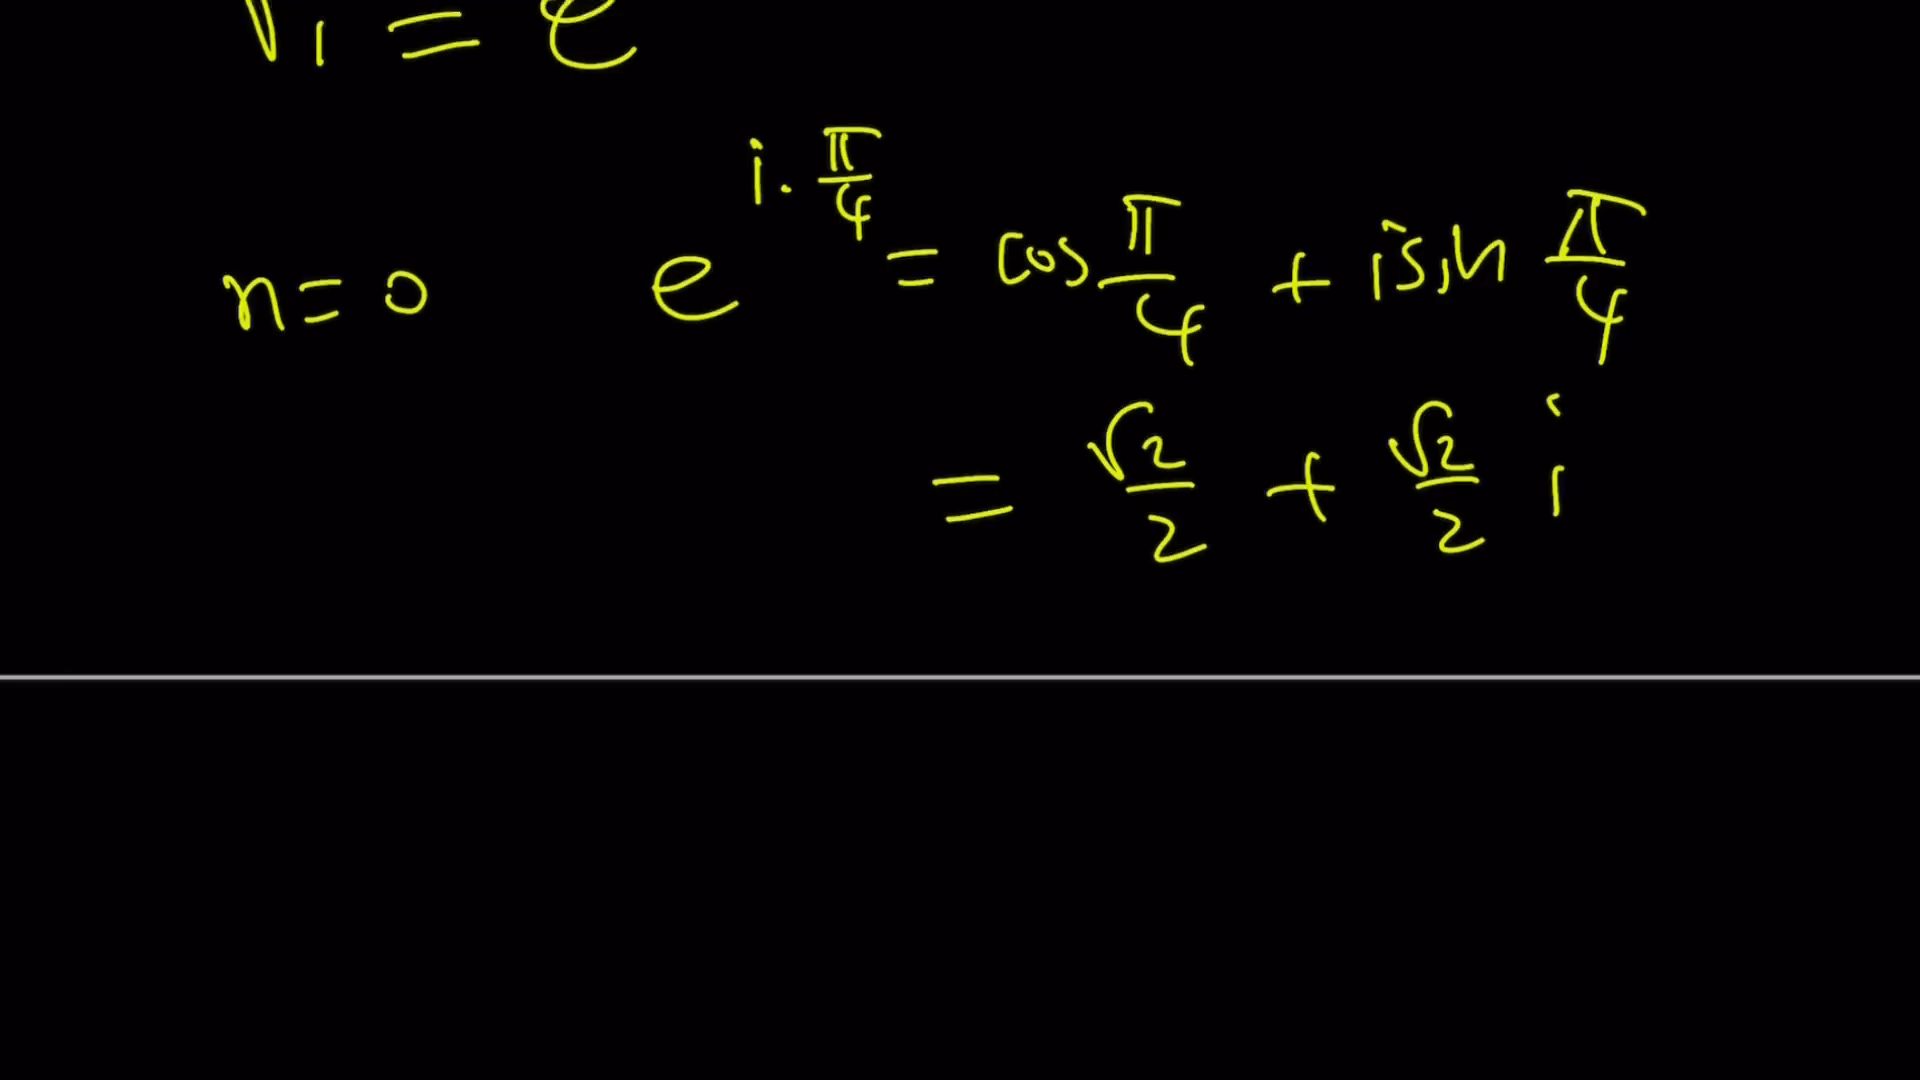 √i = e
n=0 e^{i·π/4} = cos π/4 + i sin π/4
= √2/2 + √2/2 i